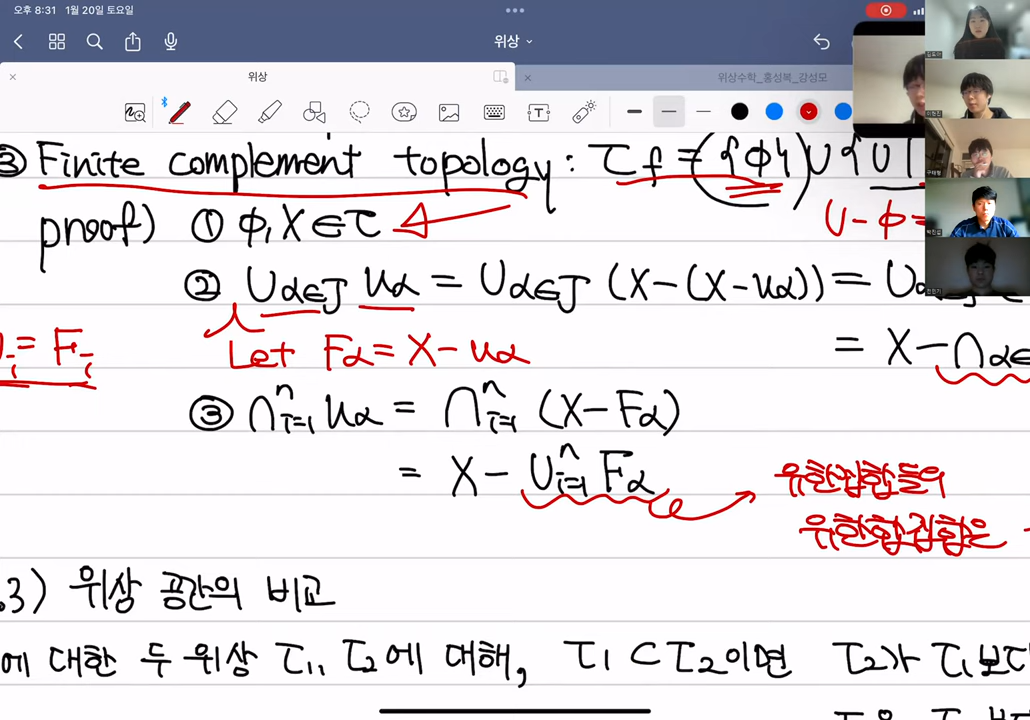 오후 8:31 1월 20일 토요일
위상
위상
위상수학_홍성복_강성모
③ Finite complement topology : τf = ({ϕ}) ∪ {U|
U - ϕ =
proof) ① ϕ, X ∈ τ
② ∪α∈J uα = ∪α∈J (X-(X-uα)) = ∪α
= Fi
Let Fα = X - uα
= X - ∩α∈
③ ∩ⁿi=1 uα = ∩ⁿi=1 (X-Fα)
= X - ∪ⁿi=1 Fα
유한집합들의
유한합집합은
.3) 위상 공간의 비교
에 대한 두 위상 τ1, τ2에 대해, τ1 ⊂ τ2이면 τ2가 τ1보다